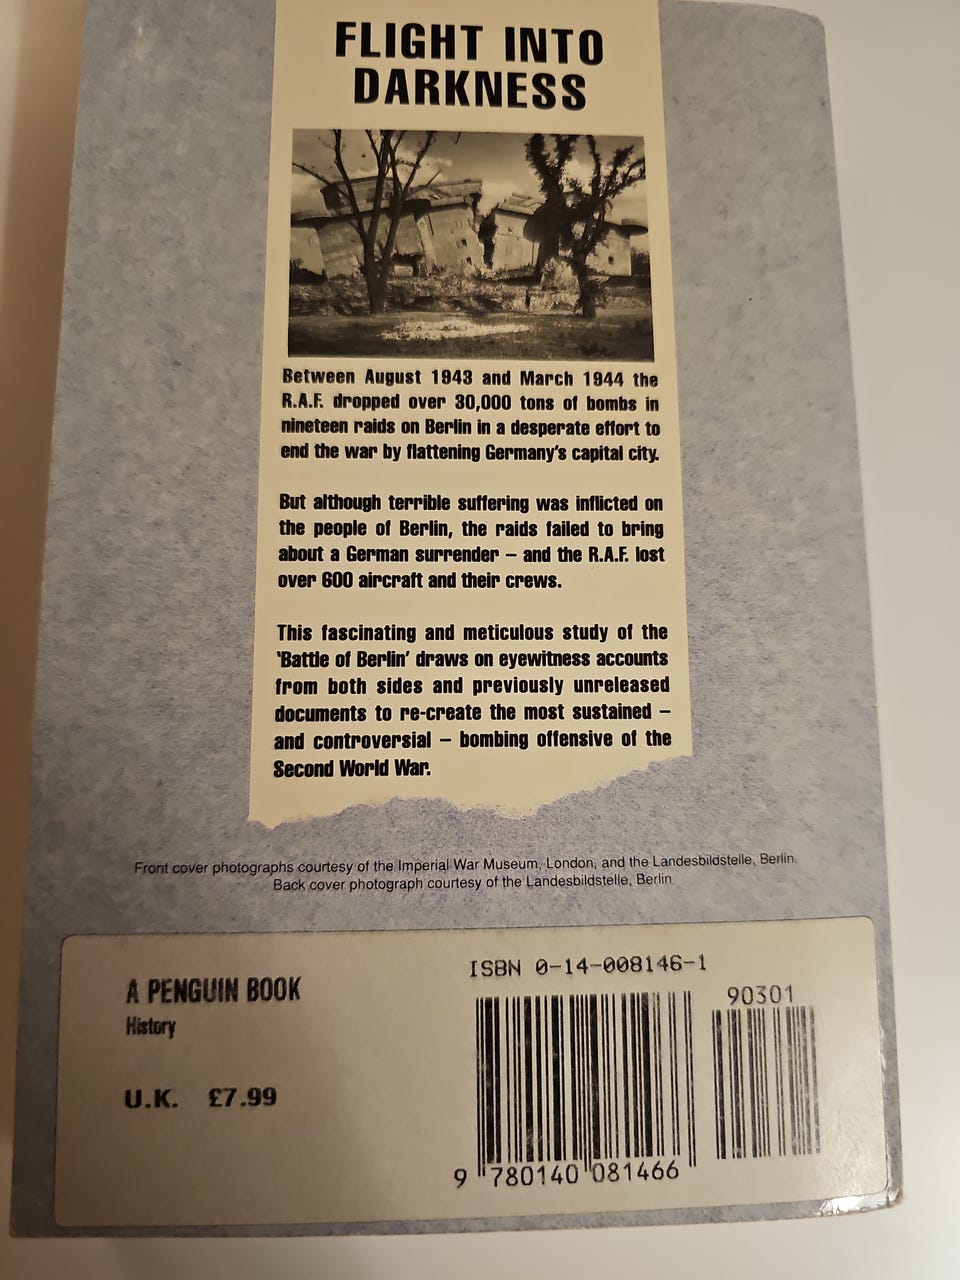 FLIGHT INTO
DARKNESS
Between August 1943 and March 1944 the
R.A.F. dropped over 30,000 tons of bombs in
nineteen raids on Berlin in a desperate effort to
end the war by flattening Germany's capital city.
But although terrible suffering was inflicted on
the people of Berlin, the raids failed to bring
about a German surrender – and the R.A.F. lost
over 600 aircraft and their crews.
This fascinating and meticulous study of the
'Battle of Berlin' draws on eyewitness accounts
from both sides and previously unreleased
documents to re-create the most sustained –
and controversial – bombing offensive of the
Second World War.
Front cover photographs courtesy of the Imperial War Museum, London, and the Landesbildstelle, Berlin.
Back cover photograph courtesy of the Landesbildstelle, Berlin
A PENGUIN BOOK
History
U.K. £7.99
ISBN 0-14-008146-1
90301
9 780140 081466